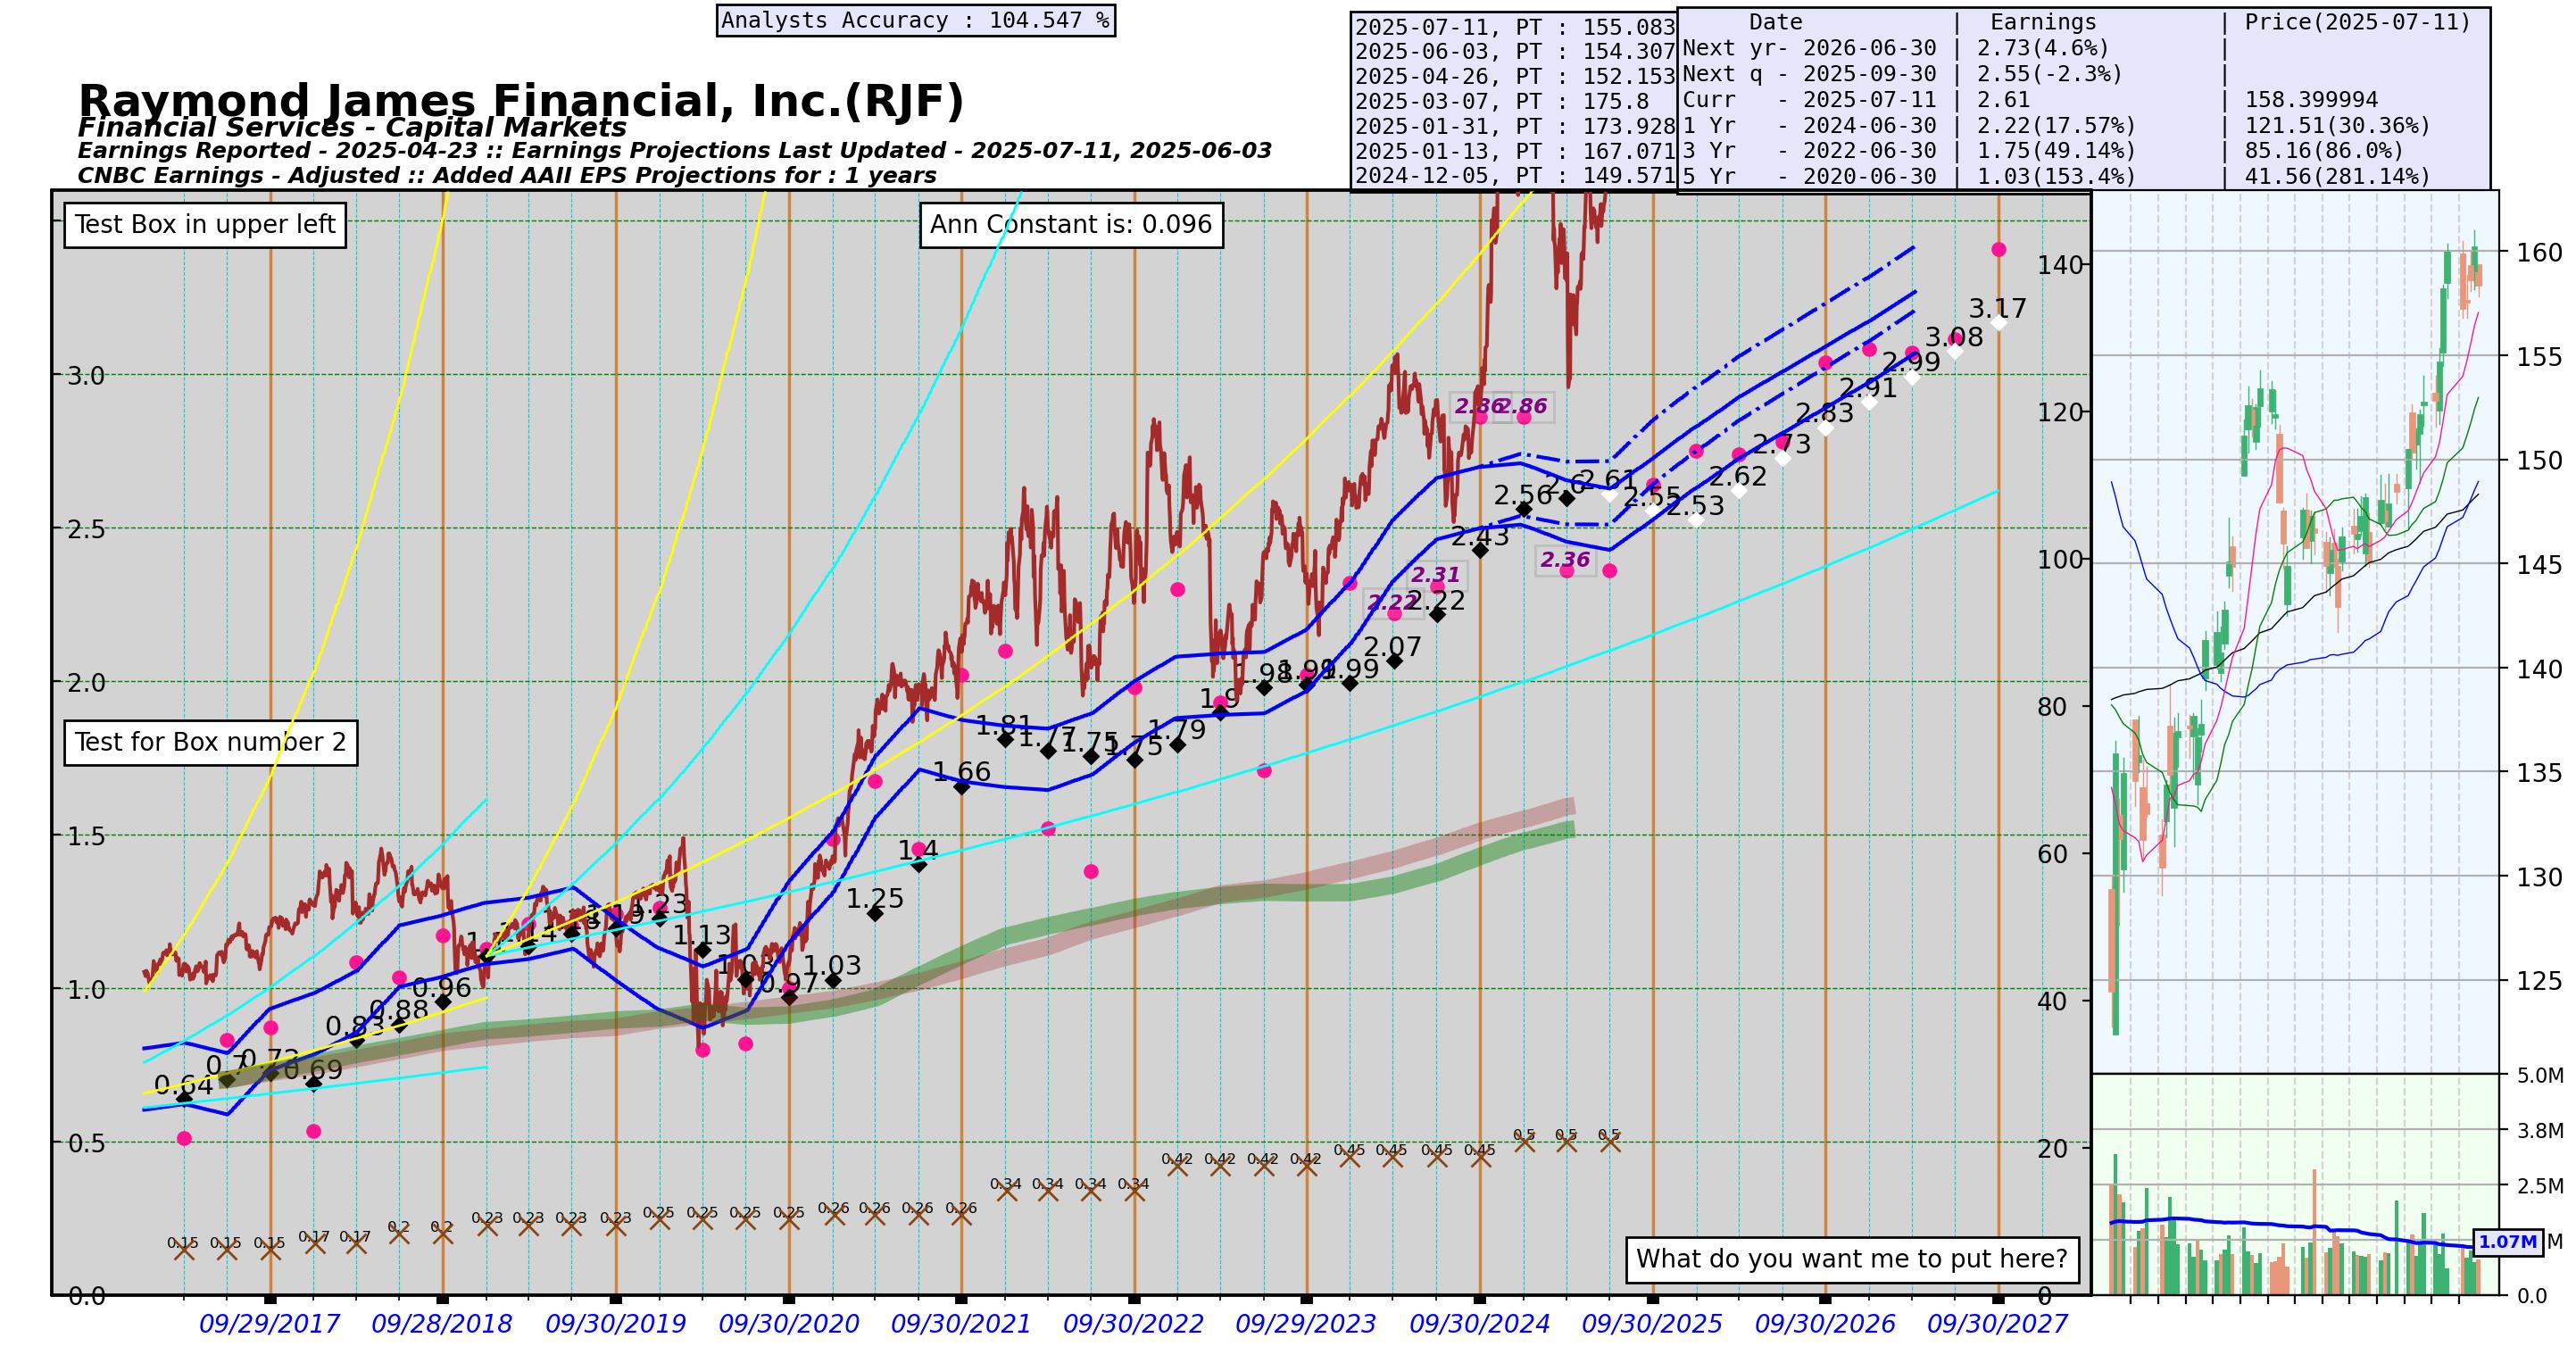 Analysts Accuracy : 104.547 %
2025-07-11, PT : 155.083
2025-06-03, PT : 154.307
2025-04-26, PT : 152.153
2025-03-07, PT : 175.8
2025-01-31, PT : 173.928
2025-01-13, PT : 167.071
2024-12-05, PT : 149.571
Date | Earnings | Price(2025-07-11)
Next yr- 2026-06-30 | 2.73(4.6%) |
Next q - 2025-09-30 | 2.55(-2.3%) |
Curr - 2025-07-11 | 2.61 | 158.399994
1 Yr - 2024-06-30 | 2.22(17.57%) | 121.51(30.36%)
3 Yr - 2022-06-30 | 1.75(49.14%) | 85.16(86.0%)
5 Yr - 2020-06-30 | 1.03(153.4%) | 41.56(281.14%)
Raymond James Financial, Inc.(RJF)
Financial Services - Capital Markets
Earnings Reported - 2025-04-23 :: Earnings Projections Last Updated - 2025-07-11, 2025-06-03
CNBC Earnings - Adjusted :: Added AAII EPS Projections for : 1 years
Test Box in upper left
Ann Constant is: 0.096
Test for Box number 2
What do you want me to put here?
3.0
2.5
2.0
1.5
1.0
0.5
0.0
140
120
100
80
60
40
20
0
160
155
150
145
140
135
130
125
5.0M
3.8M
2.5M
M
1.07M
0.0
0.64 0.7 0.72 0.69 0.83 0.88 0.96
1.19 1.23 1.13 1.03 0.97 1.03 1.25 1.4 1.66
1.81 1.77 1.75 1.75 1.79 1.9 1.98 1.99 1.99 2.07 2.22 2.43 2.56 2.6 2.61
2.55 2.53 2.62 2.73 2.83 2.91 2.99 3.08 3.17
2.22 2.31 2.86 2.86 2.36
0.15 0.15 0.15 0.17 0.17 0.2 0.2 0.23 0.23 0.23 0.23 0.25 0.25 0.25 0.25 0.26 0.26 0.26 0.26 0.34 0.34 0.34 0.34 0.42 0.42 0.42 0.42 0.45 0.45 0.45 0.45 0.5 0.5 0.5
09/29/2017 09/28/2018 09/30/2019 09/30/2020 09/30/2021 09/30/2022 09/29/2023 09/30/2024 09/30/2025 09/30/2026 09/30/2027